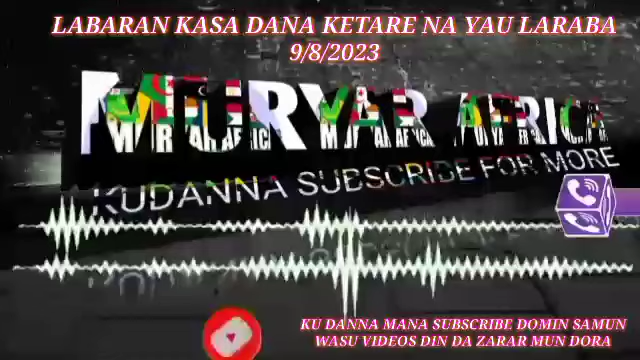 LABARAN KASA DANA KETARE NA YAU LARABA
9/8/2023
MURYAR AFRICA
KUDANNA SUBSCRIBE FOR MORE
KU DANNA MANA SUBSCRIBE DOMIN SAMUN
WASU VIDEOS DIN DA ZARAR MUN DORA